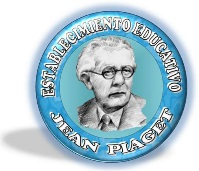 ESTABLECIMIENTO EDUCATIVO
JEAN PIAGET